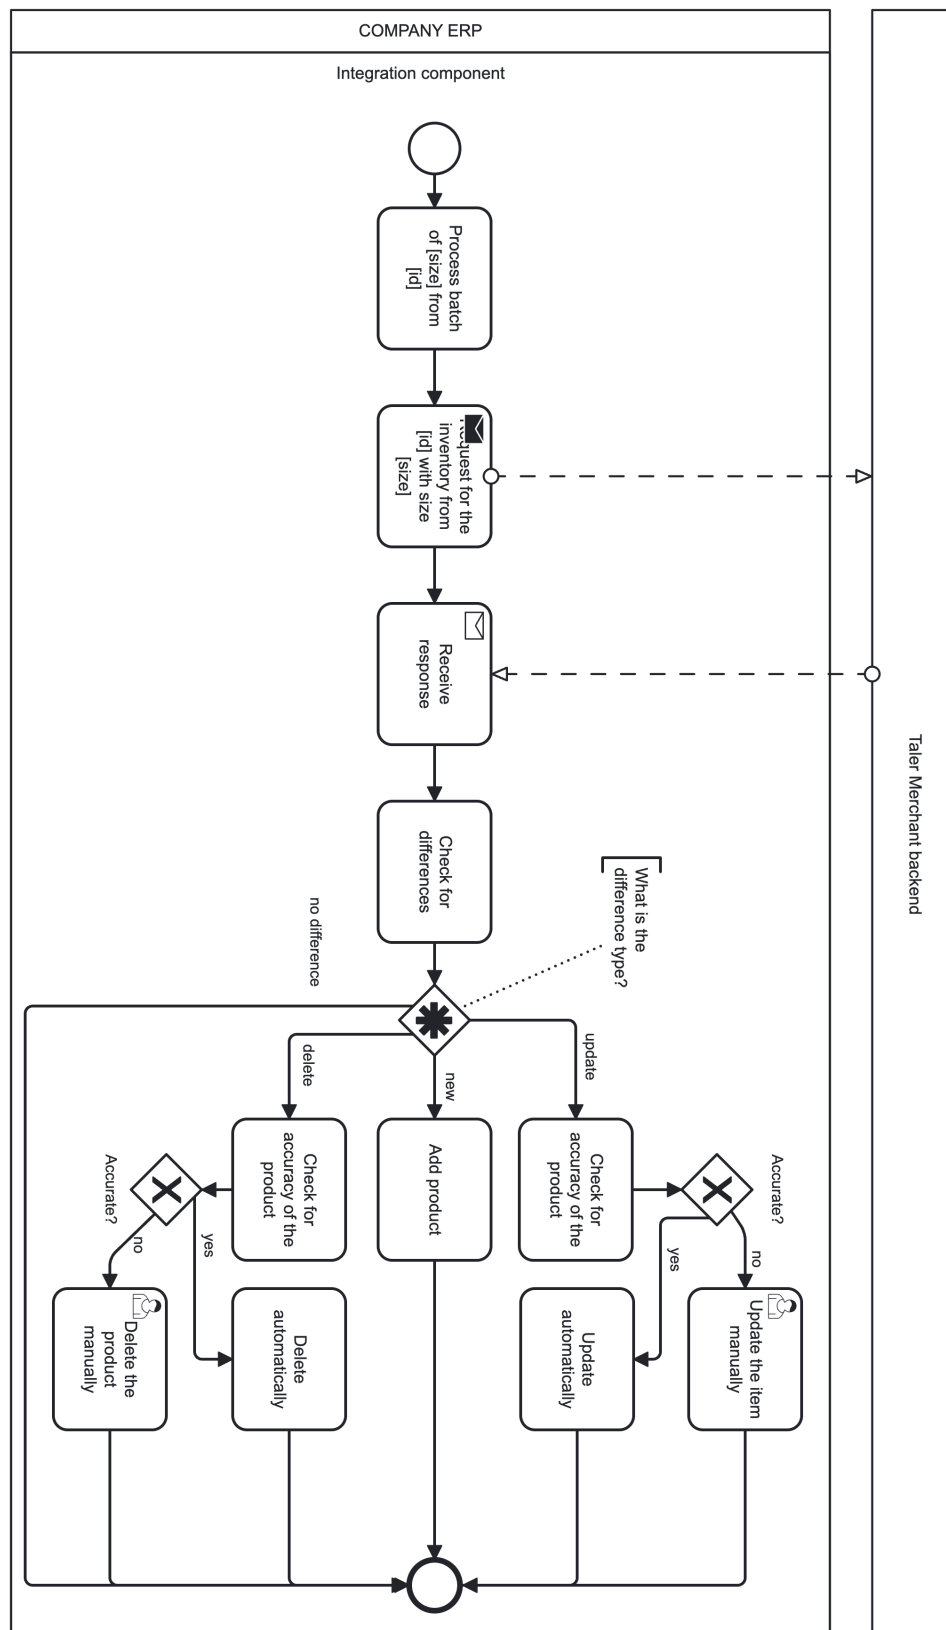 COMPANY ERP
Integration component
Process batch
of [size] from
[id]
Request for the
inventory from
[id] with size
[size]
Receive
response
Check for
differences
What is the
difference type?
no difference
update
new
delete
Check for
accuracy of the
product
Add product
Check for
accuracy of the
product
Accurate?
no
yes
Accurate?
yes
no
Update the item
manually
Update
automatically
Delete
automatically
Delete the
product
manually
Taler Merchant backend